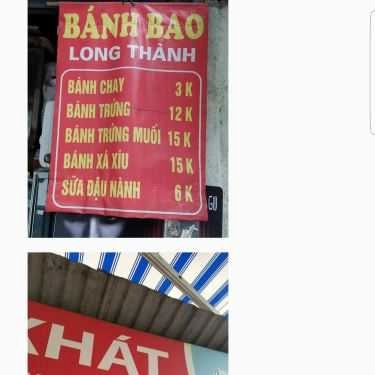 BÁNH BAO
LONG THÀNH
BÁNH CHAY 3 K
BÁNH TRỨNG 12 K
BÁNH TRỨNG MUỐI 15 K
BÁNH XÁ XÍU 15 K
SỮA ĐẬU NÀNH 6 K
GU
KHÁT